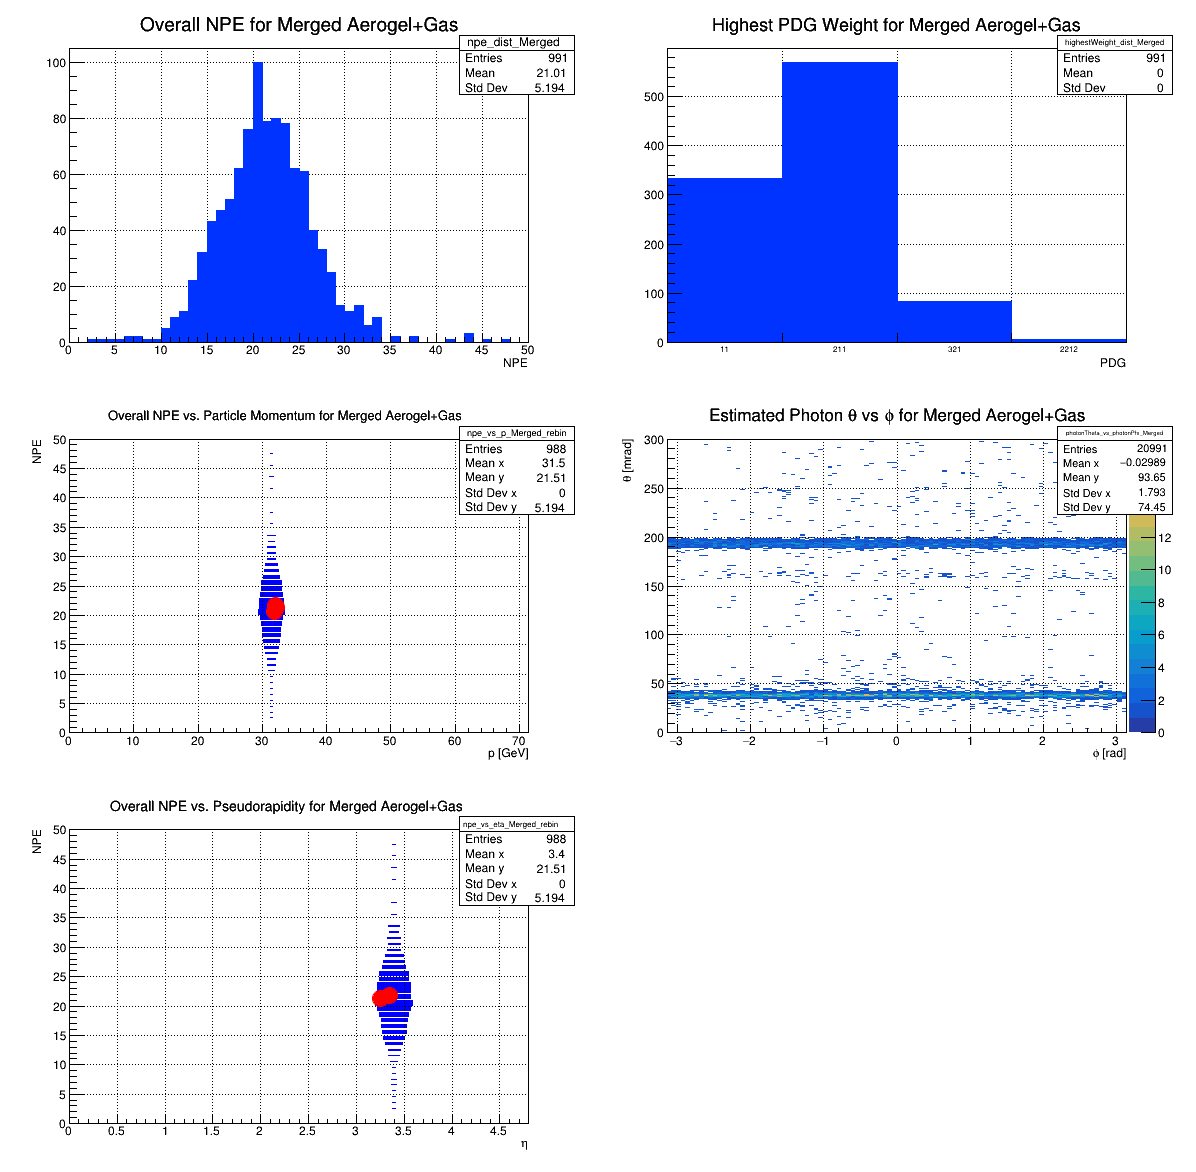 Overall NPE for Merged Aerogel+Gas
npe_dist_Merged
Entries 991
Mean 21.01
Std Dev 5.194
100
80
60
40
20
0
0 5 10 15 20 25 30 35 40 45 50
NPE
Highest PDG Weight for Merged Aerogel+Gas
highestWeight_dist_Merged
Entries 991
Mean 0
Std Dev 0
500
400
300
200
100
0
11 211 321 2212
PDG
Overall NPE vs. Particle Momentum for Merged Aerogel+Gas
npe_vs_p_Merged_rebin
Entries 988
Mean x 31.5
Mean y 21.51
Std Dev x 0
Std Dev y 5.194
NPE
50
45
40
35
30
25
20
15
10
5
0
0 10 20 30 40 50 60 70
p [GeV]
Estimated Photon θ vs ϕ for Merged Aerogel+Gas
photonTheta_vs_photonPhi_Merged
Entries 20991
Mean x −0.02989
Mean y 93.65
Std Dev x 1.793
Std Dev y 74.45
θ [mrad]
300
250
200
150
100
50
0
−3 −2 −1 0 1 2 3
ϕ [rad]
12
10
8
6
4
2
0
Overall NPE vs. Pseudorapidity for Merged Aerogel+Gas
npe_vs_eta_Merged_rebin
Entries 988
Mean x 3.4
Mean y 21.51
Std Dev x 0
Std Dev y 5.194
NPE
50
45
40
35
30
25
20
15
10
5
0
0 0.5 1 1.5 2 2.5 3 3.5 4 4.5
η